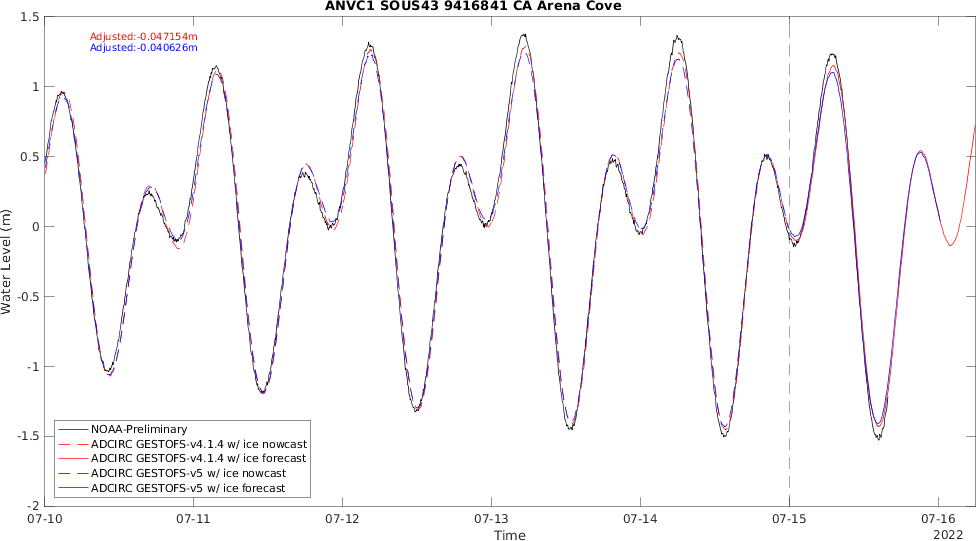 ANVC1 SOUS43 9416841 CA Arena Cove
Adjusted:-0.047154m
Adjusted:-0.040626m
1.5
1
0.5
0
-0.5
-1
-1.5
-2
Water Level (m)
NOAA-Preliminary
ADCIRC GESTOFS-v4.1.4 w/ ice nowcast
ADCIRC GESTOFS-v4.1.4 w/ ice forecast
ADCIRC GESTOFS-v5 w/ ice nowcast
ADCIRC GESTOFS-v5 w/ ice forecast
07-10 07-11 07-12 07-13 07-14 07-15 07-16
Time
2022